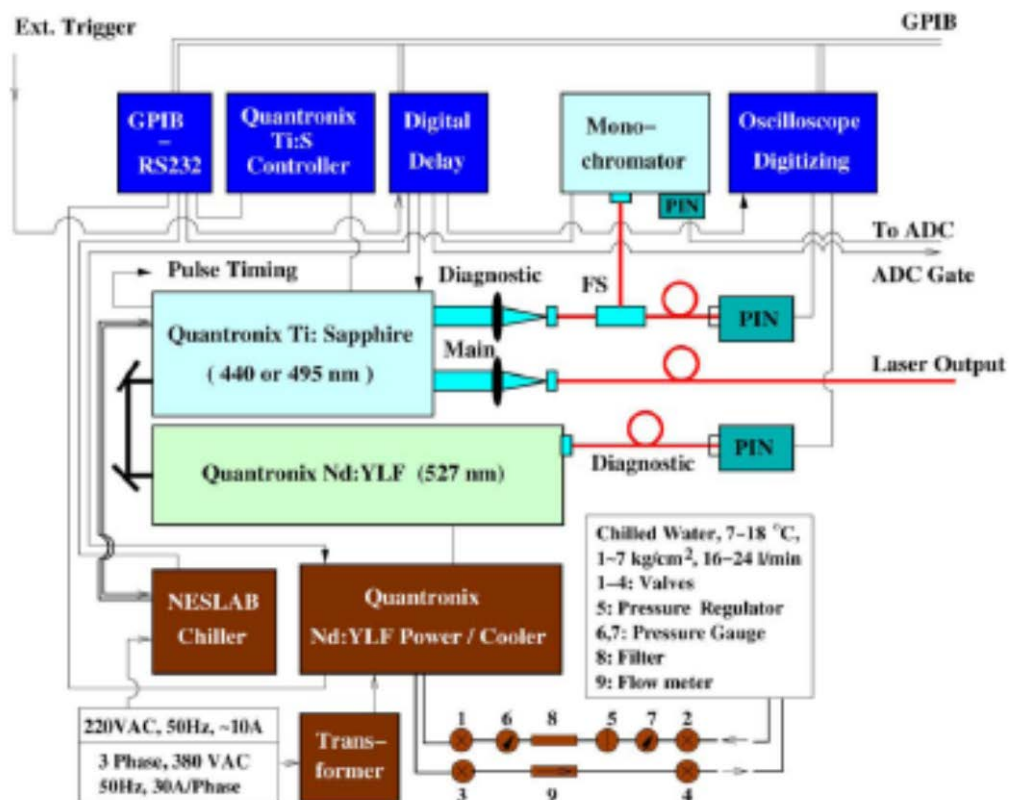 Ext. Trigger
GPIB
GPIB
–
RS232
Quantronix
Ti:S
Controller
Digital
Delay
Mono–
chromator
PIN
Oscilloscope
Digitizing
To ADC
ADC Gate
Pulse Timing
Diagnostic
FS
PIN
Quantronix Ti: Sapphire
( 440 or 495 nm )
Main
Laser Output
Quantronix Nd:YLF (527 nm)
Diagnostic
PIN
Chilled Water, 7–18 °C,
1~7 kg/cm², 16–24 l/min
1–4: Valves
5: Pressure Regulator
6,7: Pressure Gauge
8: Filter
9: Flow meter
NESLAB
Chiller
Quantronix
Nd:YLF Power / Cooler
220VAC, 50Hz, ~10A
3 Phase, 380 VAC
50Hz, 30A/Phase
Trans–
former
1 6 8 5 7 2
3 9 4